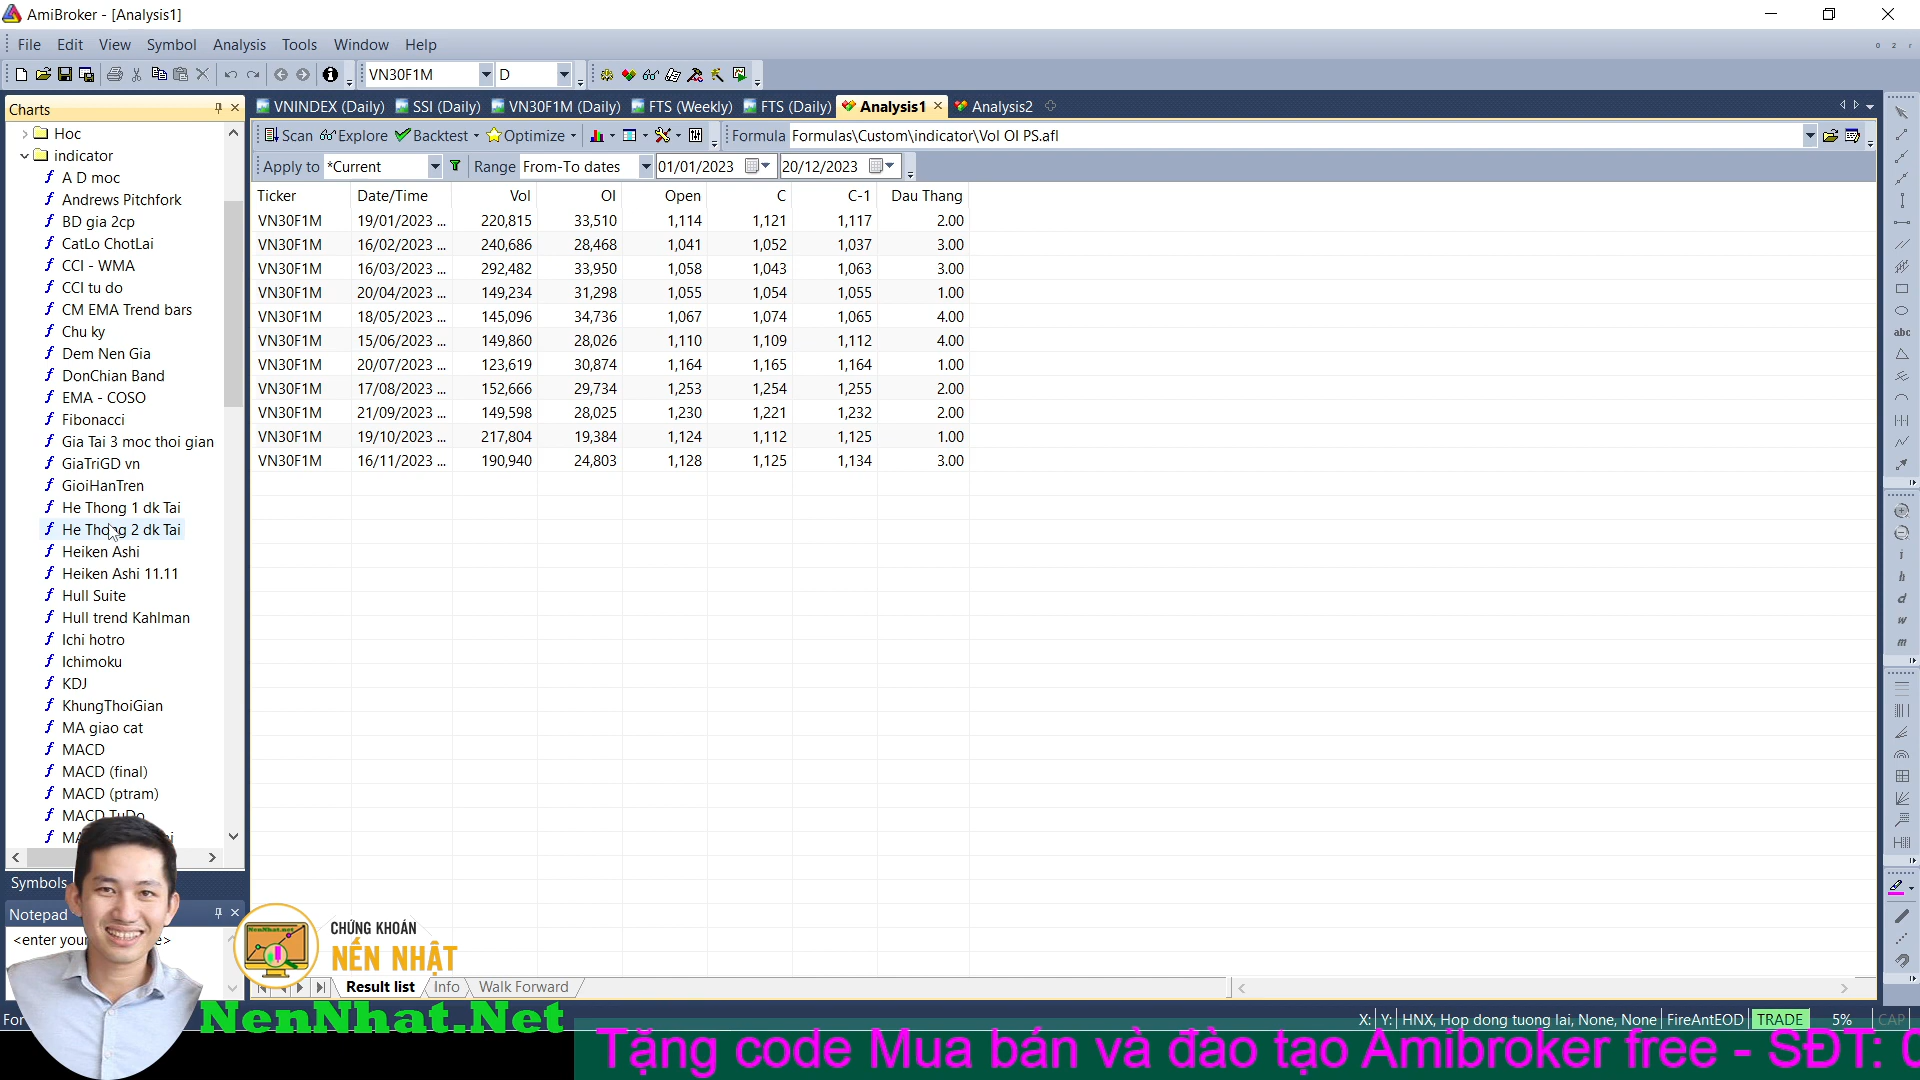 AmiBroker - [Analysis1]
File Edit View Symbol Analysis Tools Window Help
VN30F1M D
Charts
VNINDEX (Daily) SSI (Daily) VN30F1M (Daily) FTS (Weekly) FTS (Daily) Analysis1 Analysis2
Scan Explore Backtest Optimize Formula Formulas\Custom\indicator\Vol OI PS.afl
Apply to *Current Range From-To dates 01/01/2023 20/12/2023
Hoc
indicator
A D moc
Andrews Pitchfork
BD gia 2cp
CatLo ChotLai
CCI - WMA
CCI tu do
CM EMA Trend bars
Chu ky
Dem Nen Gia
DonChian Band
EMA - COSO
Fibonacci
Gia Tai 3 moc thoi gian
GiaTriGD vn
GioiHanTren
He Thong 1 dk Tai
He Thong 2 dk Tai
Heiken Ashi
Heiken Ashi 11.11
Hull Suite
Hull trend Kahlman
Ichi hotro
Ichimoku
KDJ
KhungThoiGian
MA giao cat
MACD
MACD (final)
MACD (ptram)
MACD TuDo
Ticker Date/Time Vol OI Open C C-1 Dau Thang
VN30F1M 19/01/2023 ... 220,815 33,510 1,114 1,121 1,117 2.00
VN30F1M 16/02/2023 ... 240,686 28,468 1,041 1,052 1,037 3.00
VN30F1M 16/03/2023 ... 292,482 33,950 1,058 1,043 1,063 3.00
VN30F1M 20/04/2023 ... 149,234 31,298 1,055 1,054 1,055 1.00
VN30F1M 18/05/2023 ... 145,096 34,736 1,067 1,074 1,065 4.00
VN30F1M 15/06/2023 ... 149,860 28,026 1,110 1,109 1,112 4.00
VN30F1M 20/07/2023 ... 123,619 30,874 1,164 1,165 1,164 1.00
VN30F1M 17/08/2023 ... 152,666 29,734 1,253 1,254 1,255 2.00
VN30F1M 21/09/2023 ... 149,598 28,025 1,230 1,221 1,232 2.00
VN30F1M 19/10/2023 ... 217,804 19,384 1,124 1,112 1,125 1.00
VN30F1M 16/11/2023 ... 190,940 24,803 1,128 1,125 1,134 3.00
abc
i
h
d
w
m
Symbols
Notepad
<enter your
e>
NenNhat.net
CHỨNG KHOÁN
NẾN NHẬT
Result list Info Walk Forward
NenNhat.Net
For
X: Y: HNX, Hop dong tuong lai, None, None FireAntEOD TRADE 5% CAP
Tặng code Mua bán và đào tạo Amibroker free - SĐT: 0